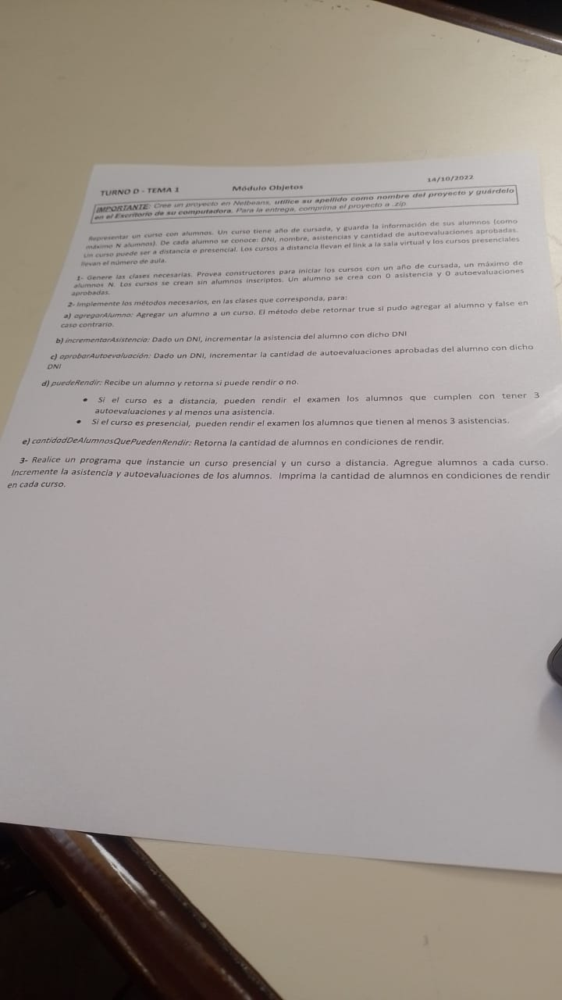 TURNO D - TEMA 1 Módulo Objetos 14/10/2022
IMPORTANTE: Cree un proyecto en Netbeans, utilice su apellido como nombre del proyecto y guárdelo
en el Escritorio de su computadora. Para la entrega, comprima el proyecto a .zip
Representar un curso con alumnos. Un curso tiene año de cursada, y guarda la información de sus alumnos (como
máximo N alumnos). De cada alumno se conoce: DNI, nombre, asistencias y cantidad de autoevaluaciones aprobadas.
Un curso puede ser a distancia o presencial. Los cursos a distancia llevan el link a la sala virtual y los cursos presenciales
llevan el número de aula.
1- Genere las clases necesarias. Provea constructores para iniciar los cursos con un año de cursada, un máximo de
alumnos N. Los cursos se crean sin alumnos inscriptos. Un alumno se crea con 0 asistencia y 0 autoevaluaciones
aprobadas.
2- Implemente los métodos necesarios, en las clases que corresponda, para:
a) agregarAlumno: Agregar un alumno a un curso. El método debe retornar true si pudo agregar al alumno y false en
caso contrario.
b) incrementarAsistencia: Dado un DNI, incrementar la asistencia del alumno con dicho DNI
c) aprobarAutoevaluación: Dado un DNI, incrementar la cantidad de autoevaluaciones aprobadas del alumno con dicho
DNI
d) puedeRendir: Recibe un alumno y retorna si puede rendir o no.
• Si el curso es a distancia, pueden rendir el examen los alumnos que cumplen con tener 3
autoevaluaciones y al menos una asistencia.
• Si el curso es presencial, pueden rendir el examen los alumnos que tienen al menos 3 asistencias.
e) cantidadDeAlumnosQuePuedenRendir: Retorna la cantidad de alumnos en condiciones de rendir.
3- Realice un programa que instancie un curso presencial y un curso a distancia. Agregue alumnos a cada curso.
Incremente la asistencia y autoevaluaciones de los alumnos. Imprima la cantidad de alumnos en condiciones de rendir
en cada curso.